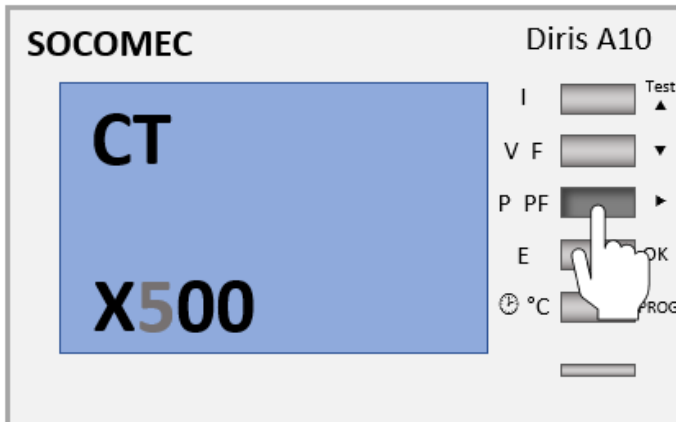 SOCOMEC Diris A10
CT
X500
I Test ▲
V F ▼
P PF ►
E OK
°C PROG